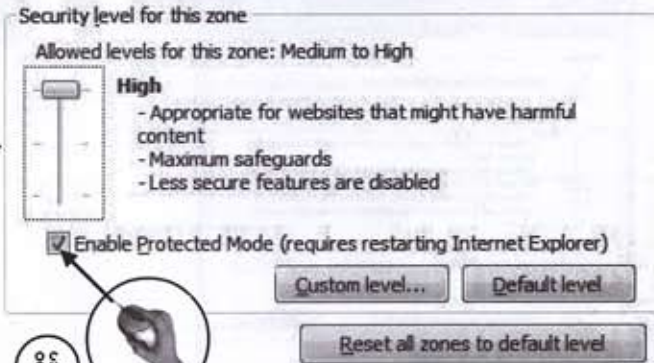 Security level for this zone
Allowed levels for this zone: Medium to High
High
- Appropriate for websites that might have harmful
content
- Maximum safeguards
- Less secure features are disabled
Enable Protected Mode (requires restarting Internet Explorer)
Custom level...
Default level
Reset all zones to default level